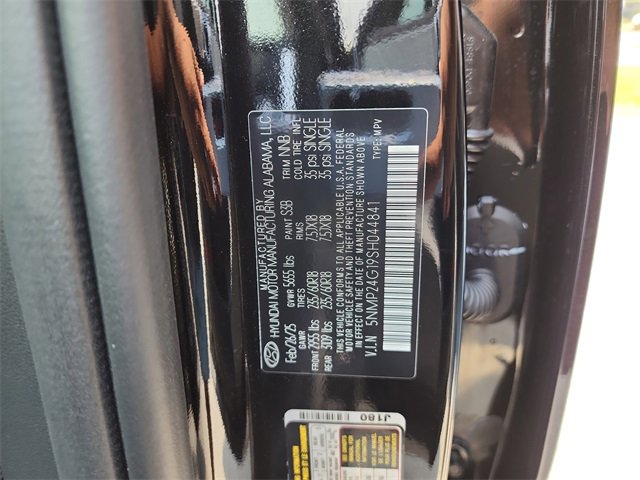 MANUFACTURED BY
HYUNDAI MOTOR MANUFACTURING ALABAMA, LLC
Feb/26/25 GVWR 5655 lbs PAINT S3B TRIM NNB
GAWR TIRES RIMS COLD TIRE INFL
FRONT 2955 lbs 235/60R18 7.5JX18 35 psi SINGLE
REAR 3109 lbs 235/60R18 7.5JX18 35 psi SINGLE
THIS VEHICLE CONFORMS TO ALL APPLICABLE U.S.A. FEDERAL
MOTOR VEHICLE SAFETY, AND THEFT PREVENTION STANDARDS
IN EFFECT ON THE DATE OF MANUFACTURE SHOWN ABOVE.
V.I.N 5NMP24G19SH044841 TYPE: MPV
J180